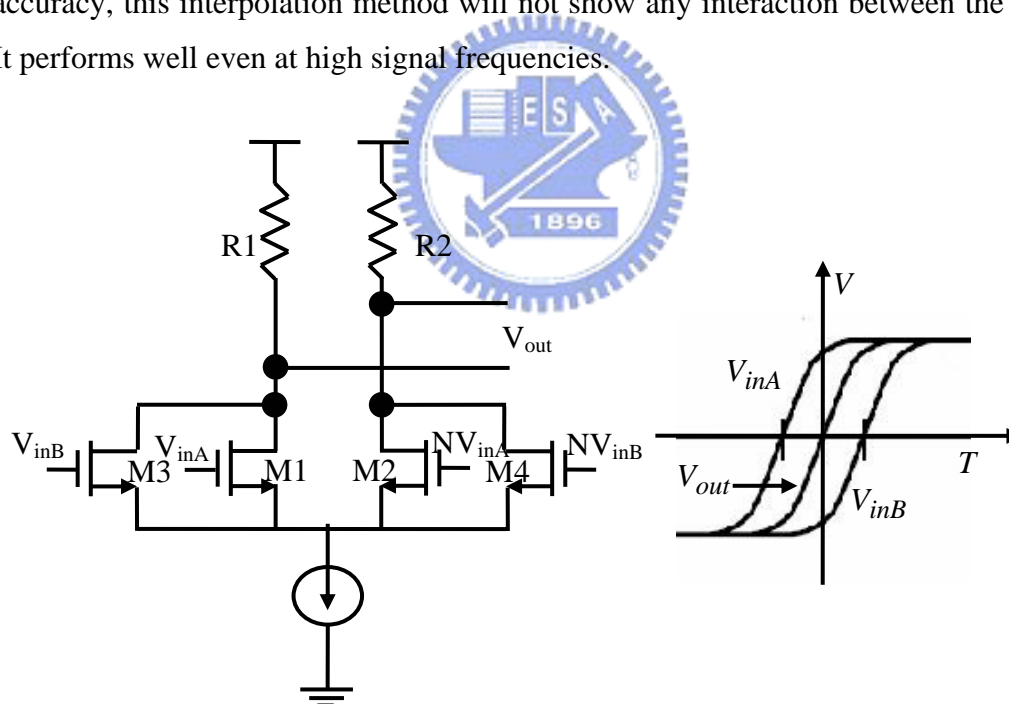 accuracy, this interpolation method will not show any interaction between the
It performs well even at high signal frequencies.
E S A
1896
R1
R2
V
Vout
VinA
VinB
VinA
NVinA
NVinB
M3
M1
M2
M4
T
Vout
VinB